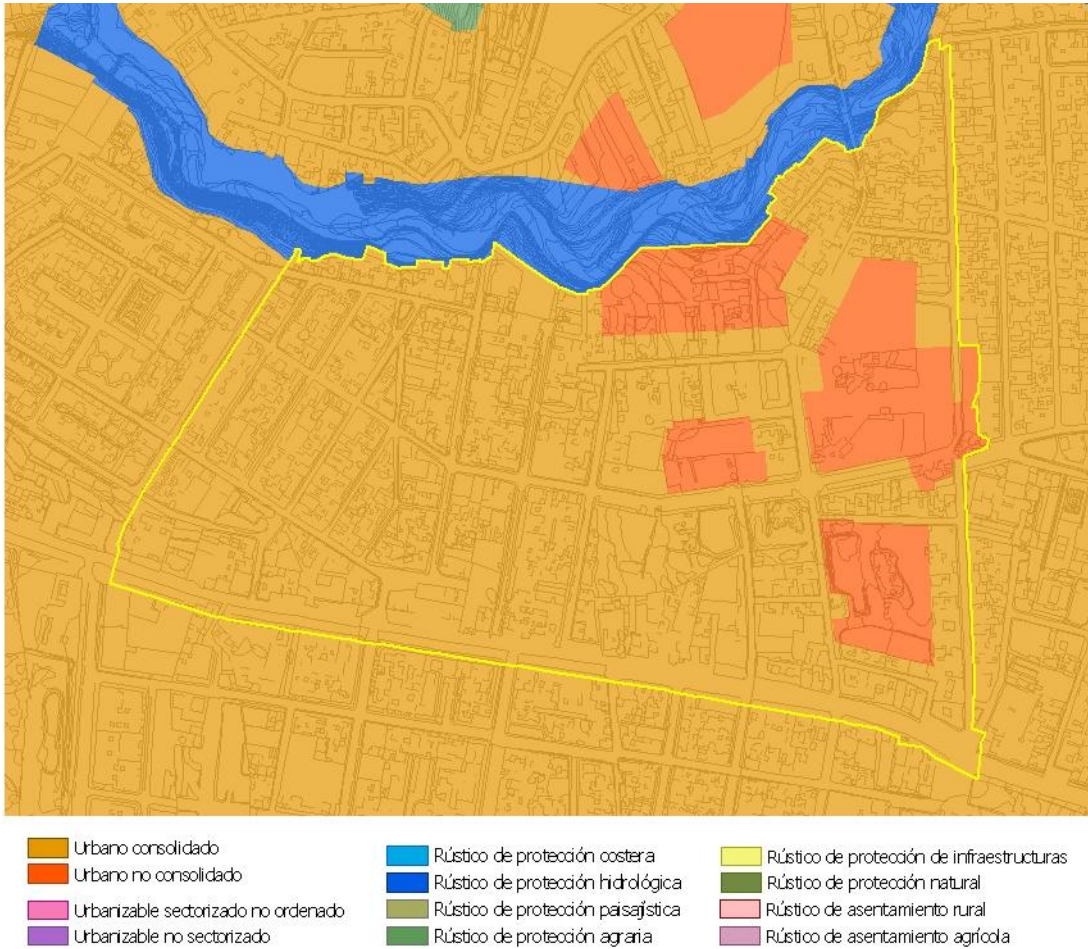 Urbano consolidado
Urbano no consolidado
Urbanizable sectorizado no ordenado
Urbanizable no sectorizado
Rústico de protección costera
Rústico de protección hidrológica
Rústico de protección paisajística
Rústico de protección agraria
Rústico de protección de infraestructuras
Rústico de protección natural
Rústico de asentamiento rural
Rústico de asentamiento agrícola